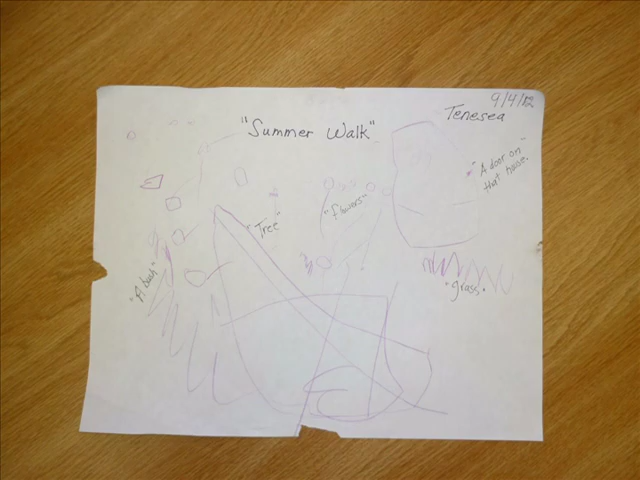 9/4/12
Tenesea
"Summer Walk"
"A door on
that house."
"Tree"
"flowers"
"A bush"
"grass."